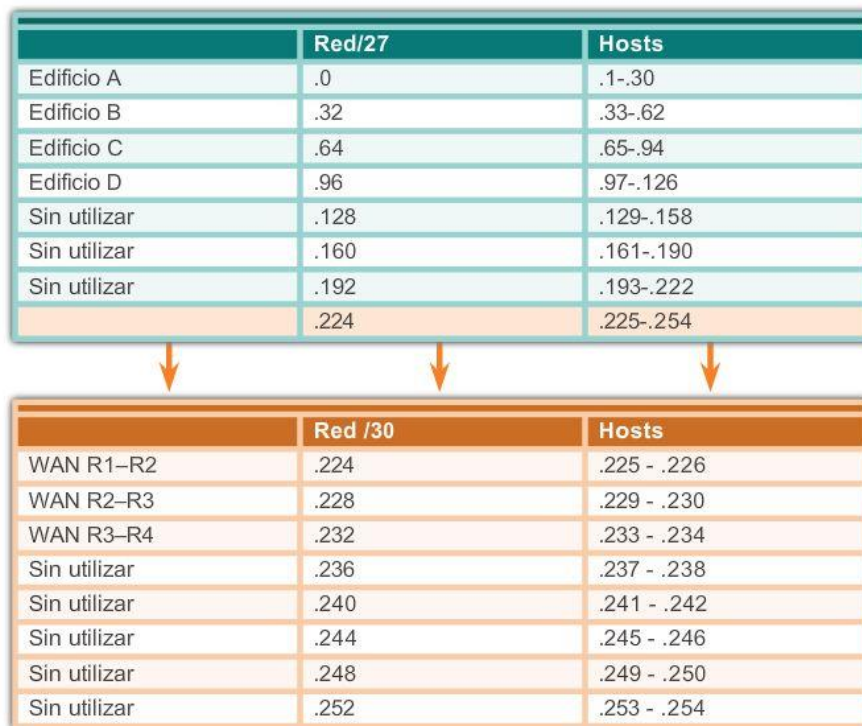 Red/27 Hosts
Edificio A .0 .1-.30
Edificio B .32 .33-.62
Edificio C .64 .65-.94
Edificio D .96 .97-.126
Sin utilizar .128 .129-.158
Sin utilizar .160 .161-.190
Sin utilizar .192 .193-.222
.224 .225-.254
Red /30 Hosts
WAN R1–R2 .224 .225 - .226
WAN R2–R3 .228 .229 - .230
WAN R3–R4 .232 .233 - .234
Sin utilizar .236 .237 - .238
Sin utilizar .240 .241 - .242
Sin utilizar .244 .245 - .246
Sin utilizar .248 .249 - .250
Sin utilizar .252 .253 - .254